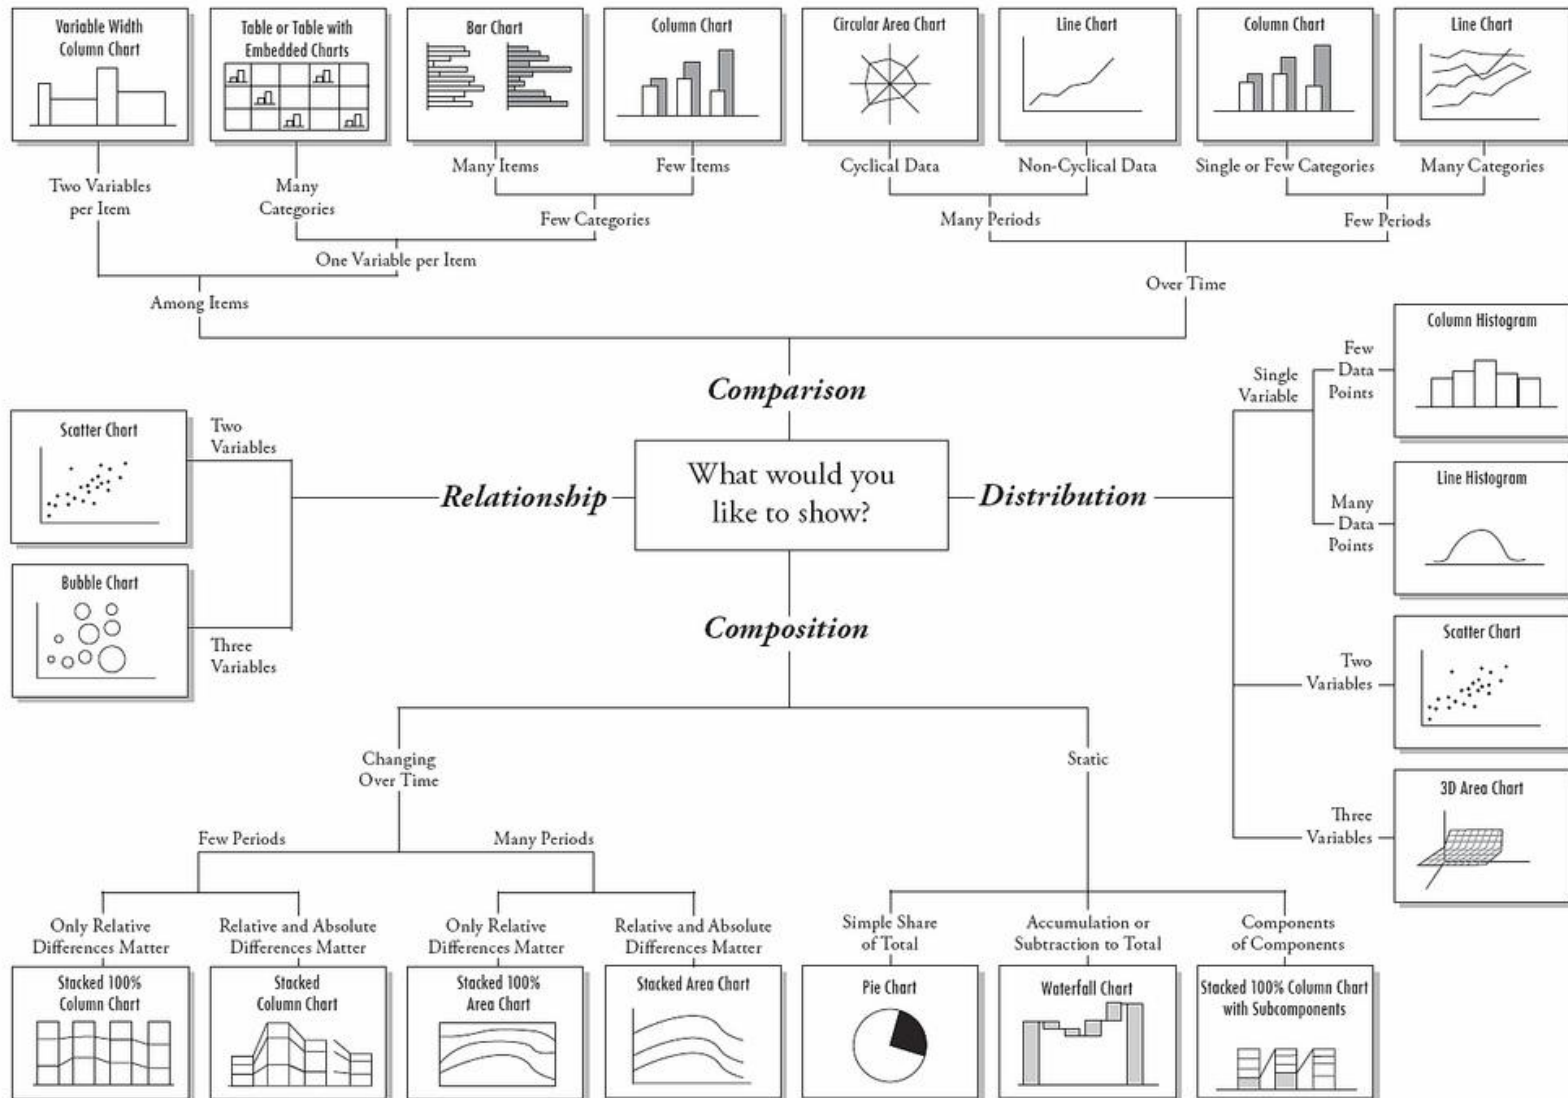 Variable Width
Column Chart
Table or Table with
Embedded Charts
Bar Chart
Column Chart
Circular Area Chart
Line Chart
Column Chart
Line Chart
Two Variables
per Item
Many
Categories
Many Items
Few Items
Cyclical Data
Non-Cyclical Data
Single or Few Categories
Many Categories
Few Categories
Many Periods
Few Periods
One Variable per Item
Among Items
Over Time
Comparison
What would you
like to show?
Relationship
Two
Variables
Scatter Chart
Three
Variables
Bubble Chart
Distribution
Single
Variable
Few
Data
Points
Column Histogram
Many
Data
Points
Line Histogram
Two
Variables
Scatter Chart
Three
Variables
3D Area Chart
Composition
Changing
Over Time
Static
Few Periods
Many Periods
Only Relative
Differences Matter
Relative and Absolute
Differences Matter
Only Relative
Differences Matter
Relative and Absolute
Differences Matter
Simple Share
of Total
Accumulation or
Subtraction to Total
Components
of Components
Stacked 100%
Column Chart
Stacked
Column Chart
Stacked 100%
Area Chart
Stacked Area Chart
Pie Chart
Waterfall Chart
Stacked 100% Column Chart
with Subcomponents